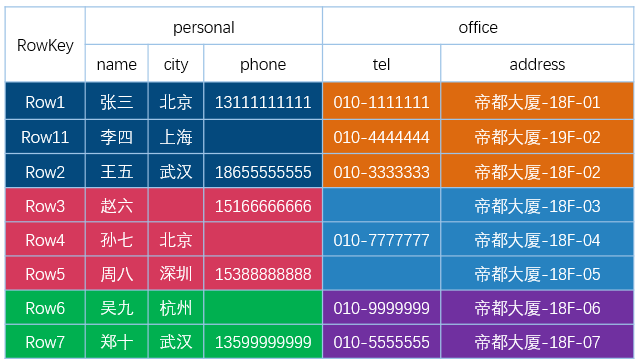 RowKey personal office
name city phone tel address
Row1 张三 北京 13111111111 010-1111111 帝都大厦-18F-01
Row11 李四 上海 010-4444444 帝都大厦-19F-02
Row2 王五 武汉 18655555555 010-3333333 帝都大厦-18F-02
Row3 赵六 15166666666 帝都大厦-18F-03
Row4 孙七 北京 010-7777777 帝都大厦-18F-04
Row5 周八 深圳 15388888888 帝都大厦-18F-05
Row6 吴九 杭州 010-9999999 帝都大厦-18F-06
Row7 郑十 武汉 13599999999 010-5555555 帝都大厦-18F-07